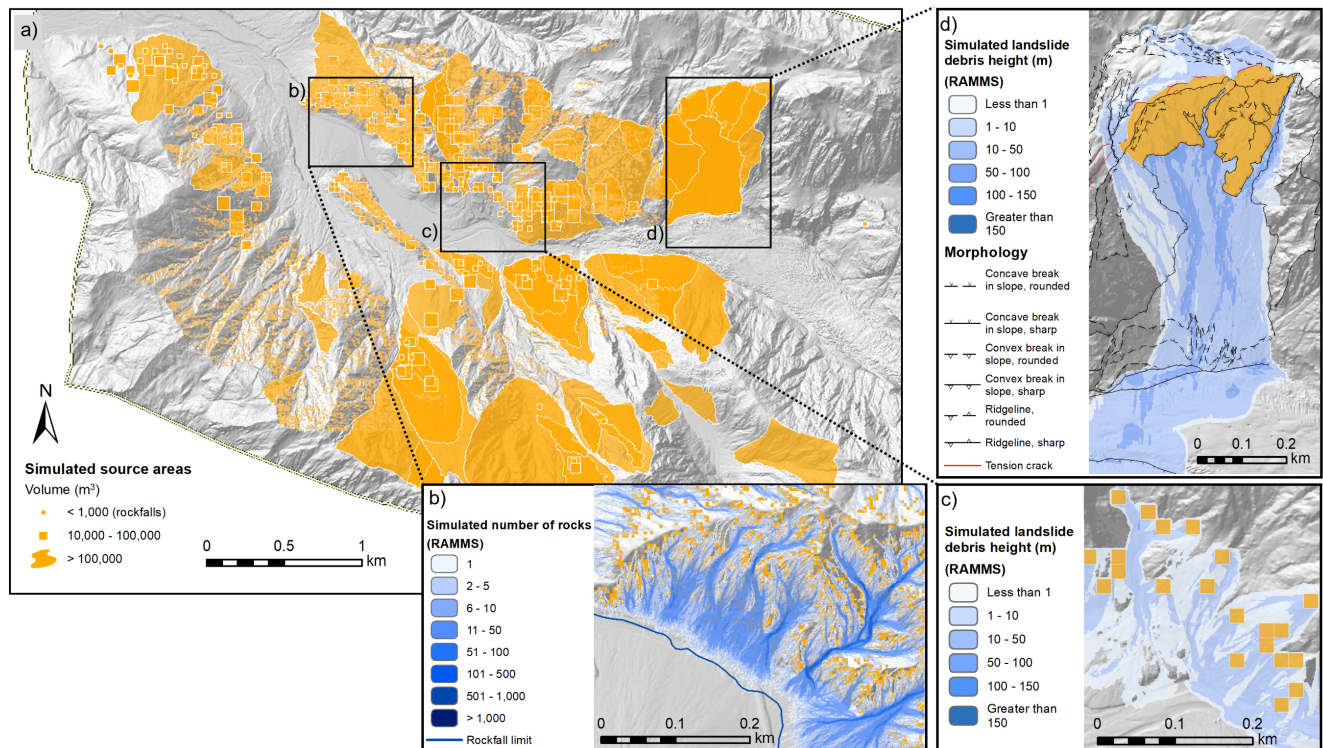 a)
b)
c)
d)
N
Simulated source areas
Volume (m³)
< 1,000 (rockfalls)
10,000 - 100,000
> 100,000
0 0.5 1
km
b)
Simulated number of rocks
(RAMMS)
1
2 - 5
6 - 10
11 - 50
51 - 100
101 - 500
501 - 1,000
> 1,000
Rockfall limit
0 0.1 0.2
km
d)
Simulated landslide
debris height (m)
(RAMMS)
Less than 1
1 - 10
10 - 50
50 - 100
100 - 150
Greater than
150
Morphology
Concave break
in slope, rounded
Concave break
in slope, sharp
Convex break in
slope, rounded
Convex break in
slope, sharp
Ridgeline,
rounded
Ridgeline, sharp
Tension crack
0 0.1 0.2
km
c)
Simulated landslide
debris height (m)
(RAMMS)
Less than 1
1 - 10
10 - 50
50 - 100
100 - 150
Greater than
150
0 0.1 0.2
km